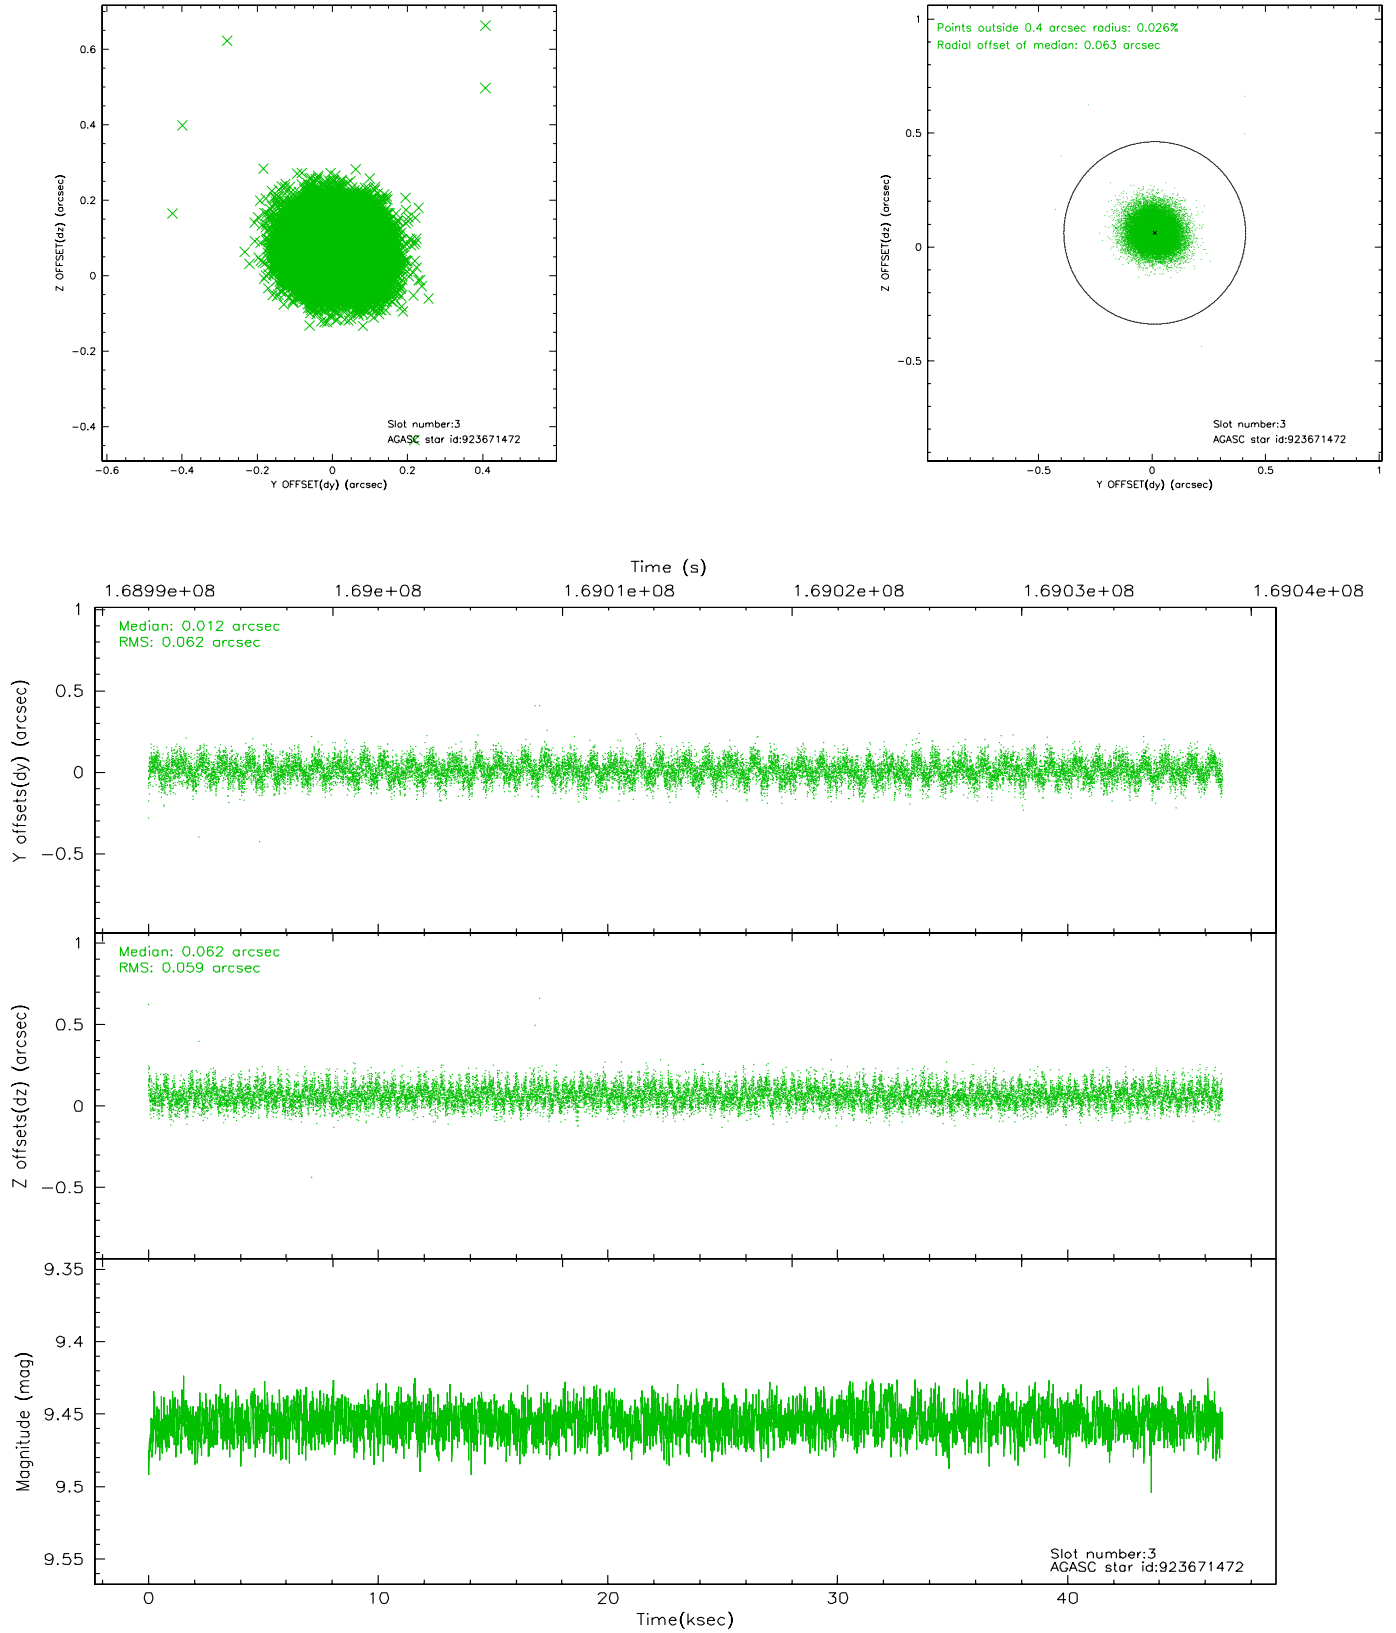 0.6
0.4
0.2
0
−0.2
−0.4
Z OFFSET(dz) (arcsec)
Slot number:3
AGASC star id:923671472
−0.6 −0.4 −0.2 0 0.2 0.4
Y OFFSET(dy) (arcsec)
Points outside 0.4 arcsec radius: 0.026%
Radial offset of median: 0.063 arcsec
1
0.5
0
−0.5
Z OFFSET(dz) (arcsec)
Slot number:3
AGASC star id:923671472
−0.5 0 0.5 1
Y OFFSET(dy) (arcsec)
Time (s)
1.6899e+08 1.69e+08 1.6901e+08 1.6902e+08 1.6903e+08 1.6904e+08
Median: 0.012 arcsec
RMS: 0.062 arcsec
1
0.5
0
−0.5
Y offsets(dy) (arcsec)
Median: 0.062 arcsec
RMS: 0.059 arcsec
1
0.5
0
−0.5
Z offsets(dz) (arcsec)
9.35
9.4
9.45
9.5
9.55
Magnitude (mag)
Slot number:3
AGASC star id:923671472
0 10 20 30 40
Time(ksec)